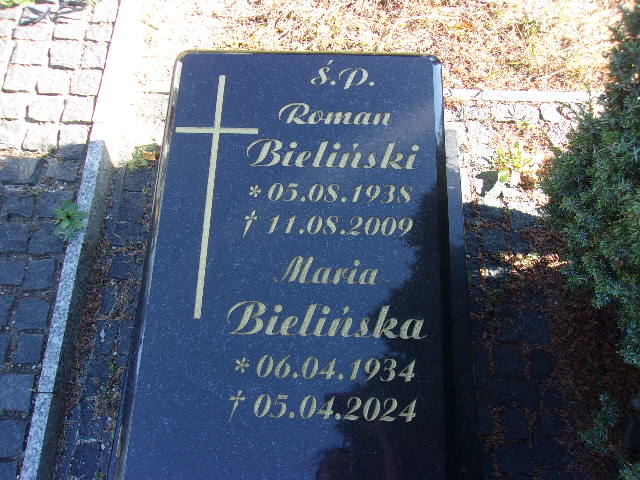 Ś.P.
Roman
Bieliński
* 05.08.1938
† 11.08.2009
Maria
Bielińska
* 06.04.1934
† 05.04.2024